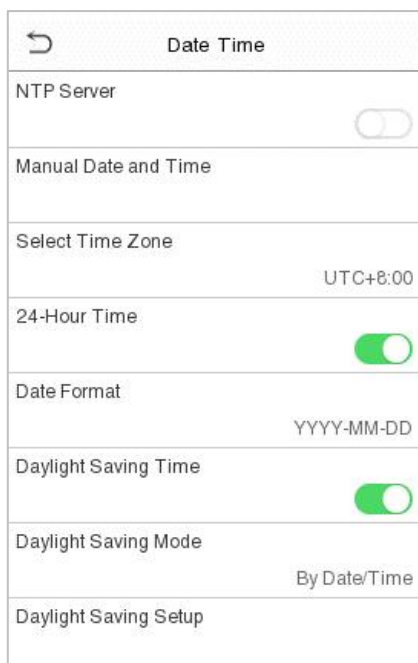 Date Time
NTP Server
Manual Date and Time
Select Time Zone
UTC+8:00
24-Hour Time
Date Format
YYYY-MM-DD
Daylight Saving Time
Daylight Saving Mode
By Date/Time
Daylight Saving Setup